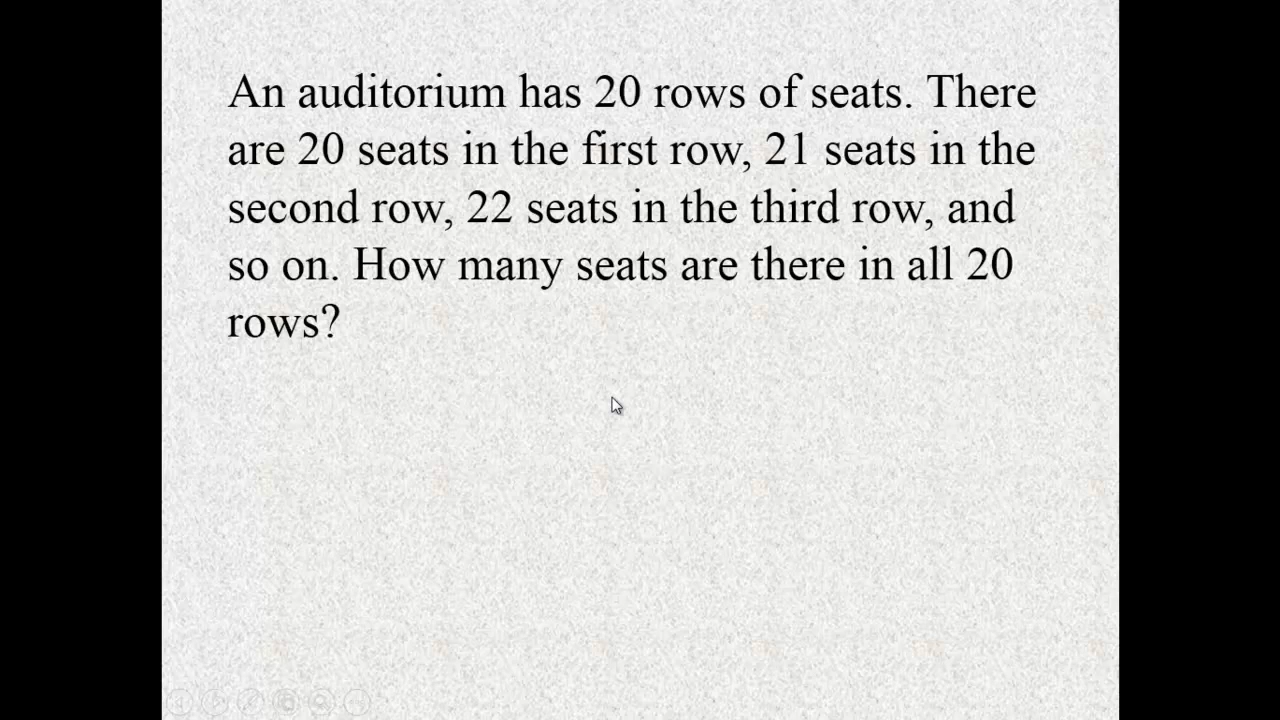 An auditorium has 20 rows of seats. There
are 20 seats in the first row, 21 seats in the
second row, 22 seats in the third row, and
so on. How many seats are there in all 20
rows?